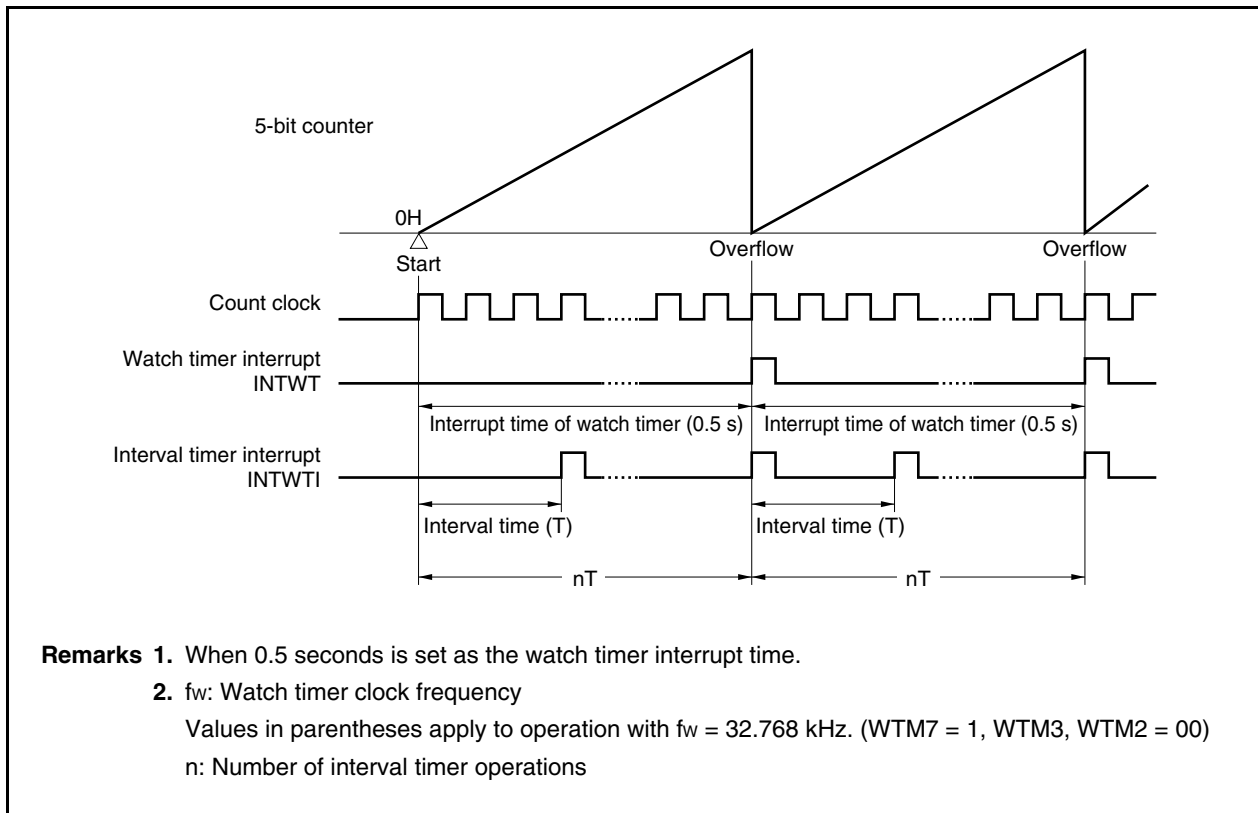 5-bit counter
0H
Start
Overflow
Overflow
Count clock
Watch timer interrupt
INTWT
Interrupt time of watch timer (0.5 s)
Interrupt time of watch timer (0.5 s)
Interval timer interrupt
INTWTI
Interval time (T)
Interval time (T)
nT
nT
Remarks 1. When 0.5 seconds is set as the watch timer interrupt time.
2. fw: Watch timer clock frequency
Values in parentheses apply to operation with fw = 32.768 kHz. (WTM7 = 1, WTM3, WTM2 = 00)
n: Number of interval timer operations